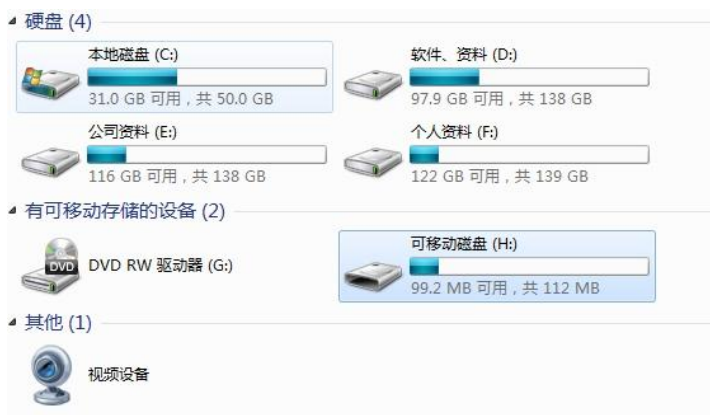 硬盘 (4)
本地磁盘 (C:)
31.0 GB 可用，共 50.0 GB
软件、资料 (D:)
97.9 GB 可用，共 138 GB
公司资料 (E:)
116 GB 可用，共 138 GB
个人资料 (F:)
122 GB 可用，共 139 GB
有可移动存储的设备 (2)
DVD
DVD RW 驱动器 (G:)
可移动磁盘 (H:)
99.2 MB 可用，共 112 MB
其他 (1)
视频设备